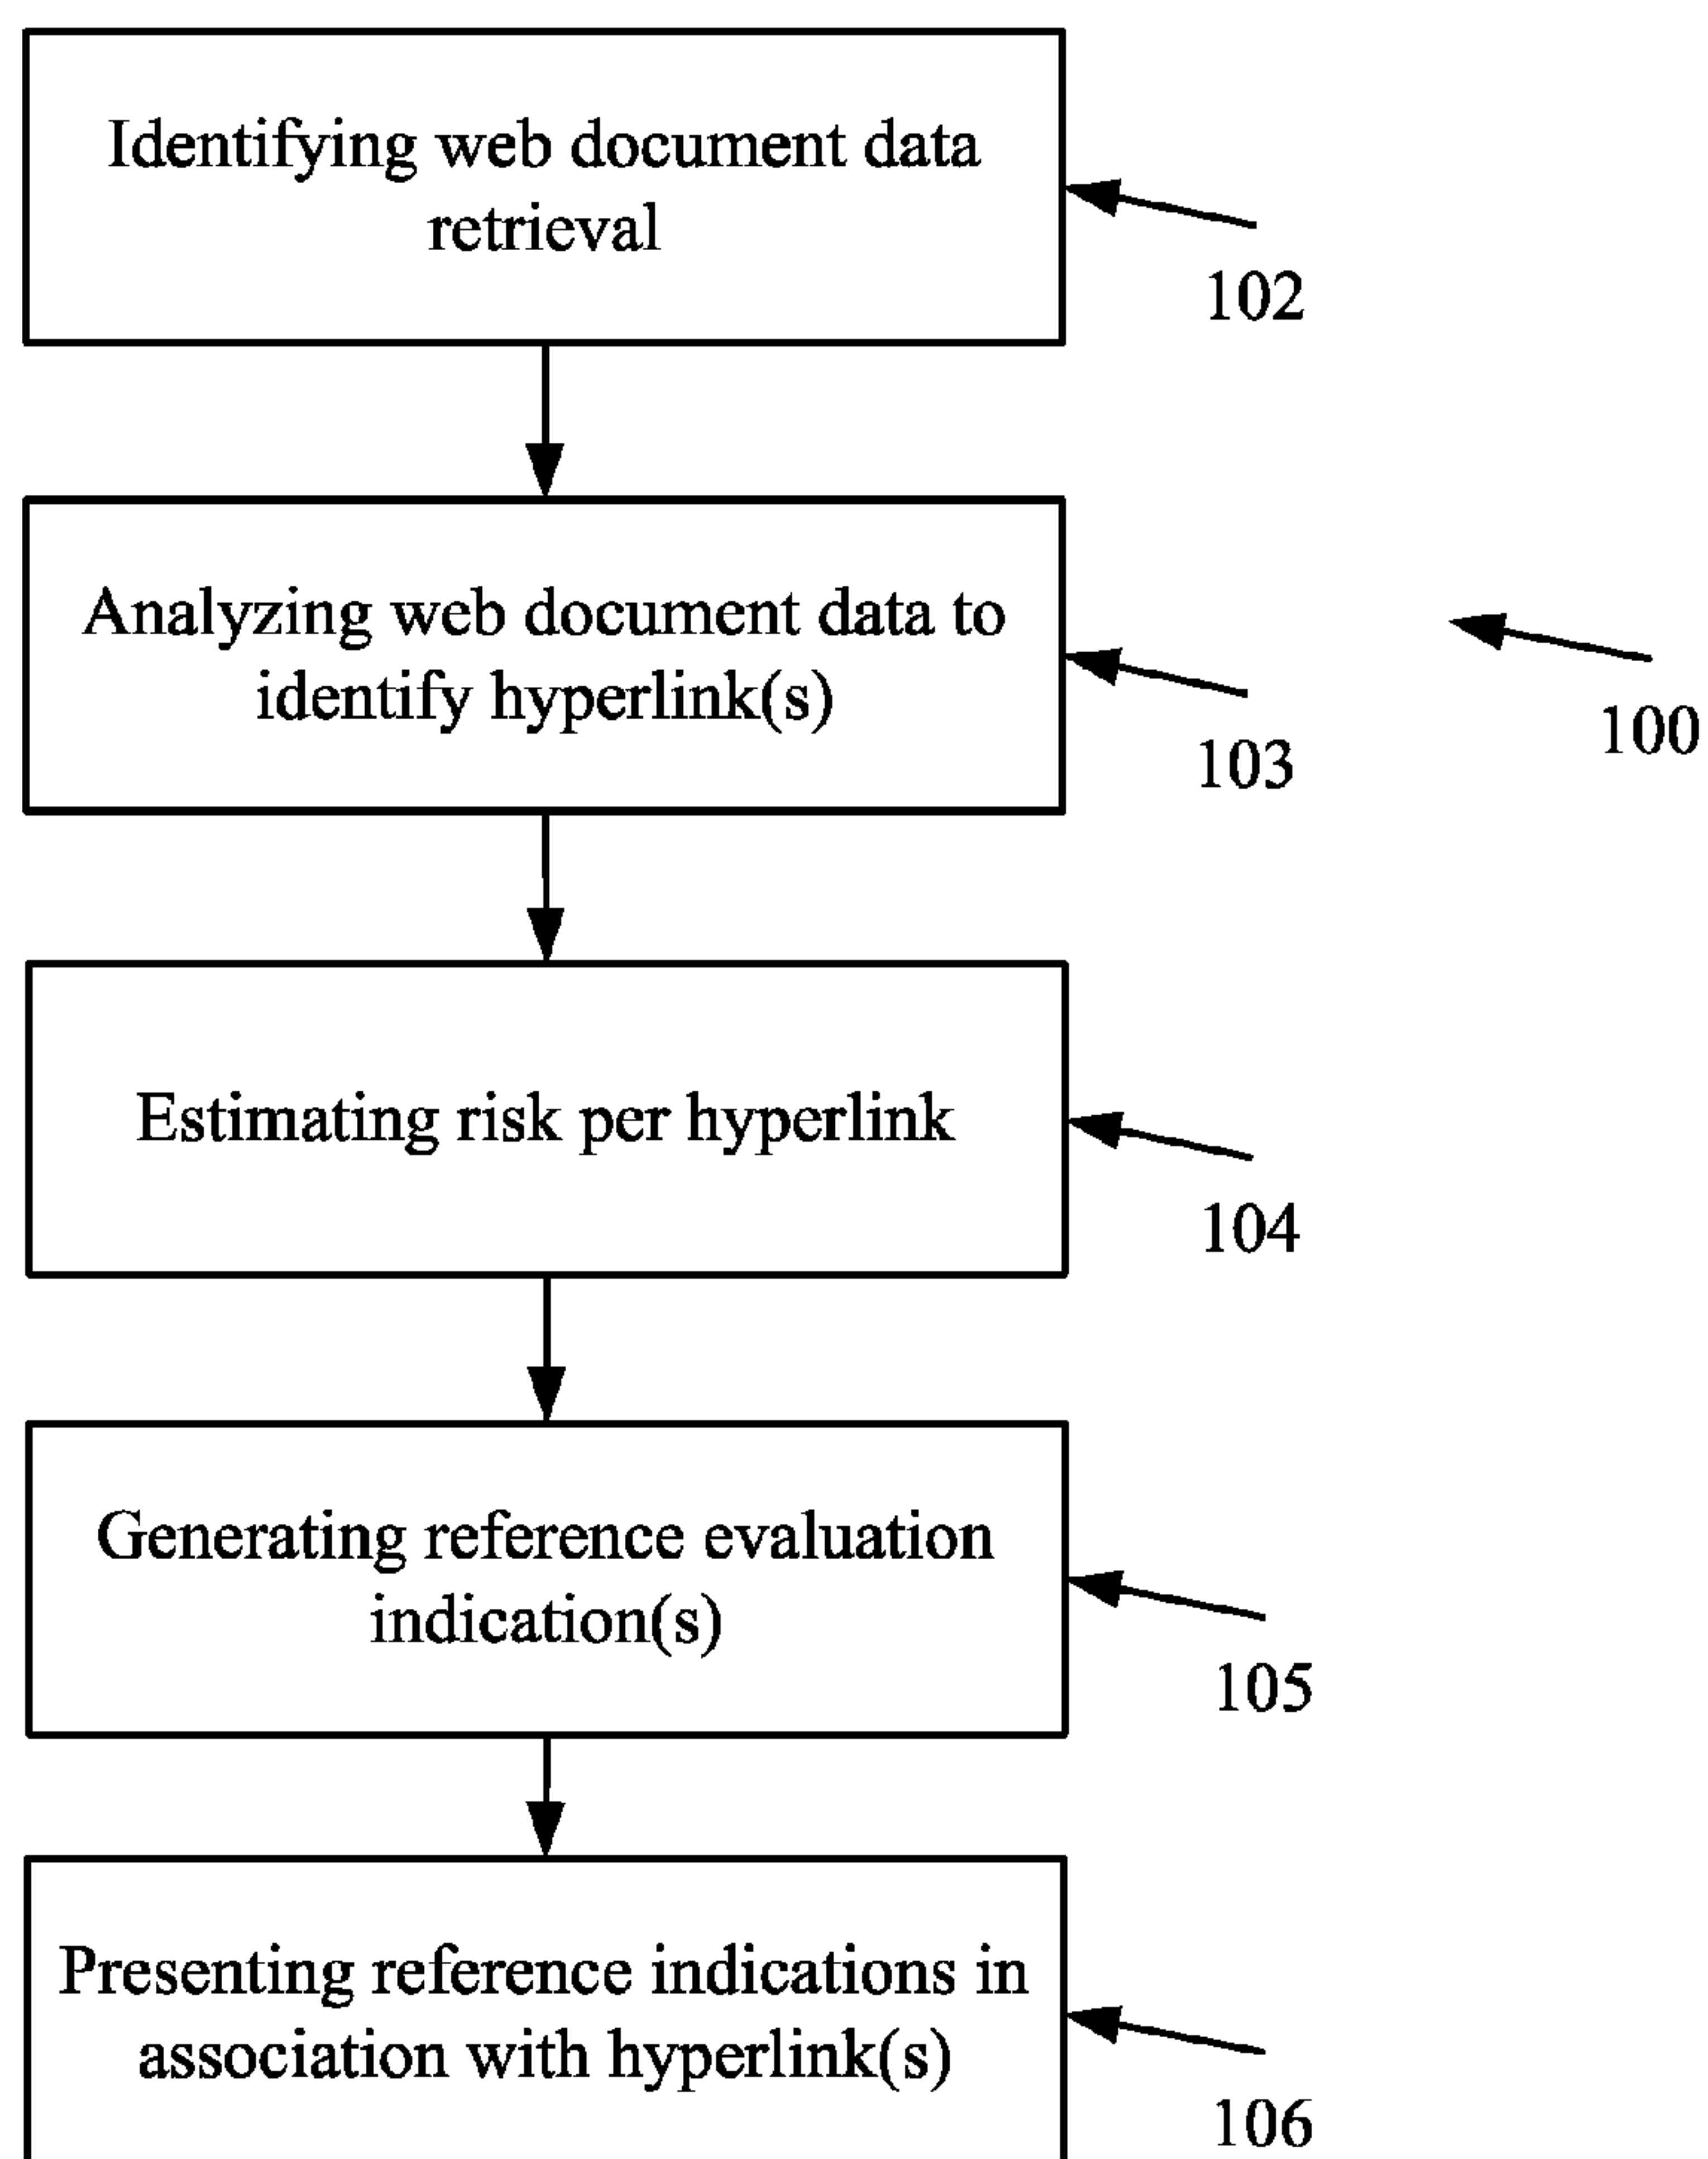 Identifying web document data
retrieval
102
Analyzing web document data to
identify hyperlink(s)
103
100
Estimating risk per hyperlink
104
Generating reference evaluation
indication(s)
105
Presenting reference indications in
association with hyperlink(s)
106